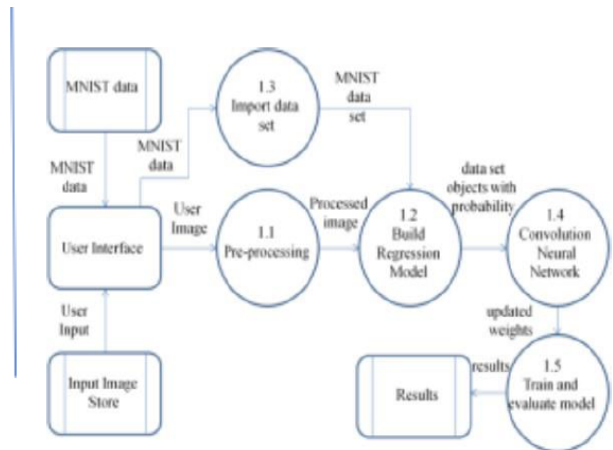 MNIST data
1.3
Import data
set
MNIST
data
set
MNIST
data
MNIST
data
data set
objects with
probability
User Interface
User
Image
1.1
Pre-processing
Processed
image
1.2
Build
Regression
Model
1.4
Convolution
Neural
Network
User
Input
updated
weights
Input Image
Store
Results
results
1.5
Train and
evaluate model